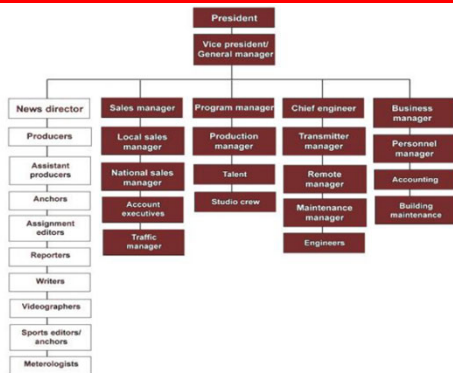 President
Vice president/
General manager
News director
Producers
Assistant
producers
Anchors
Assignment
editors
Reporters
Writers
Videographers
Sports editors/
anchors
Meterologists
Sales manager
Local sales
manager
National sales
manager
Account
executives
Traffic
manager
Program manager
Production
manager
Talent
Studio crew
Chief engineer
Transmitter
manager
Remote
manager
Maintenance
manager
Engineers
Business
manager
Personnel
manager
Accounting
Building
maintenance